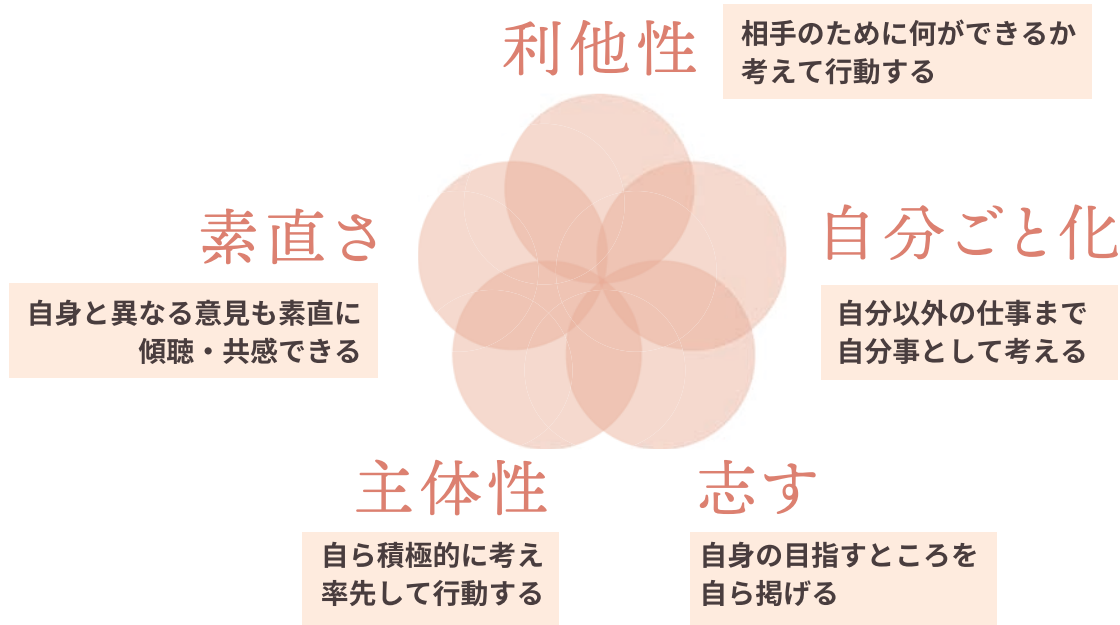 利他性
相手のために何ができるか
考えて行動する
素直さ
自身と異なる意見も素直に
傾聴・共感できる
自分ごと化
自分以外の仕事まで
自分事として考える
主体性
自ら積極的に考え
率先して行動する
志す
自身の目指すところを
自ら掲げる